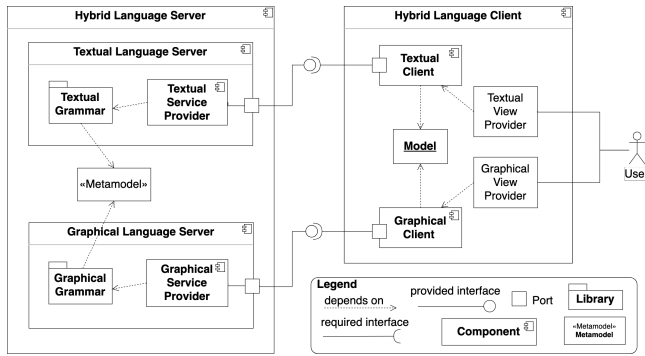 Hybrid Language Server
Hybrid Language Client
Textual Language Server
Textual
Grammar
Textual
Service
Provider
Textual
Client
Textual
View
Provider
«Metamodel»
Model
Use
Graphical
View
Provider
Graphical Language Server
Graphical
Grammar
Graphical
Service
Provider
Graphical
Client
Legend
depends on
provided interface
Port
Library
required interface
Component
«Metamodel»
Metamodel